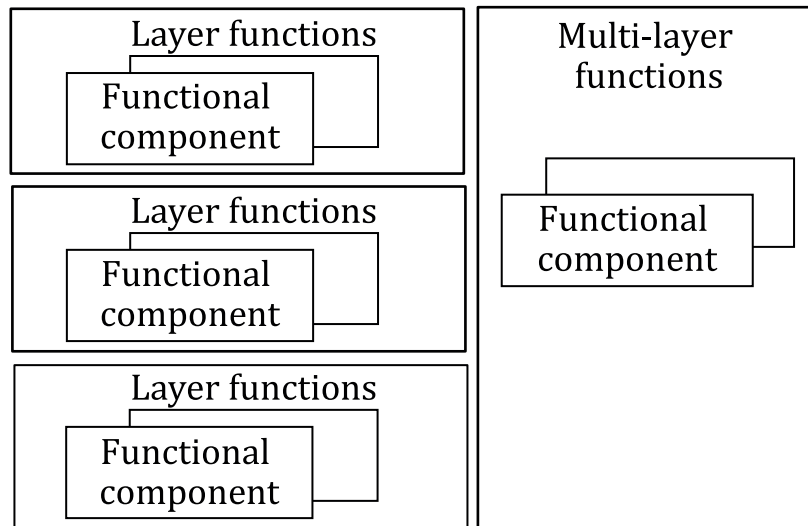 Layer functions
Functional
component
Layer functions
Functional
component
Layer functions
Functional
component
Multi-layer
functions
Functional
component